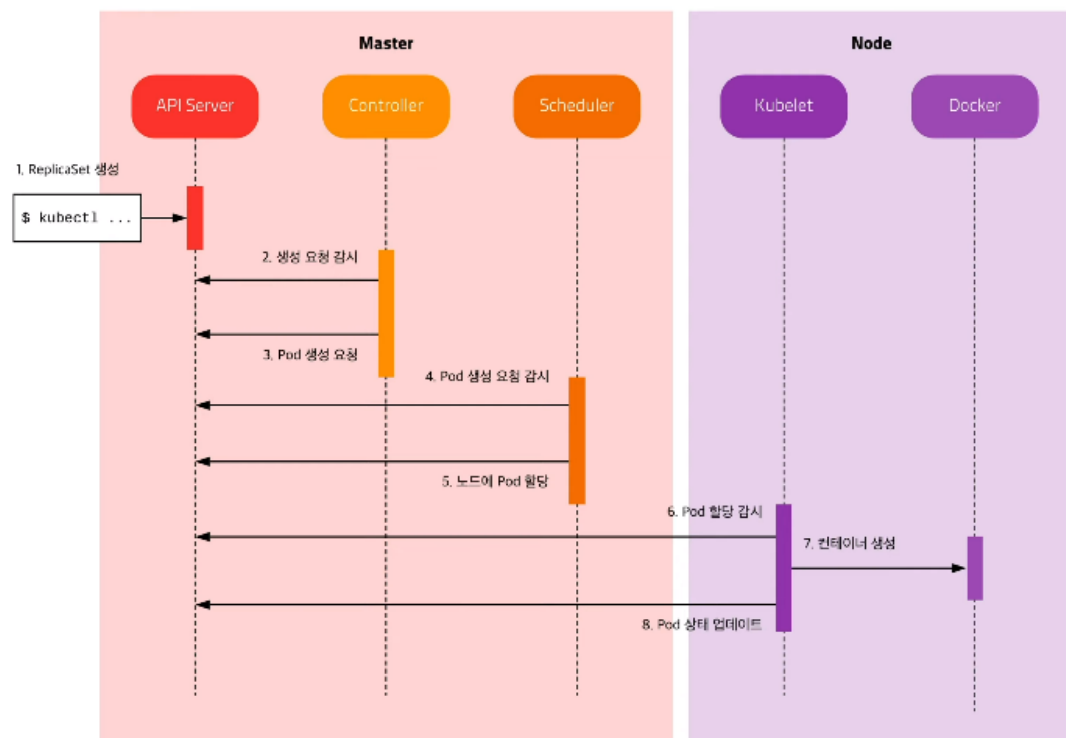 Master
Node
API Server
Controller
Scheduler
Kubelet
Docker
1. ReplicaSet 생성
$ kubectl ...
2. 생성 요청 감시
3. Pod 생성 요청
4. Pod 생성 요청 감시
5. 노드에 Pod 할당
6. Pod 할당 감시
7. 컨테이너 생성
8. Pod 상태 업데이트